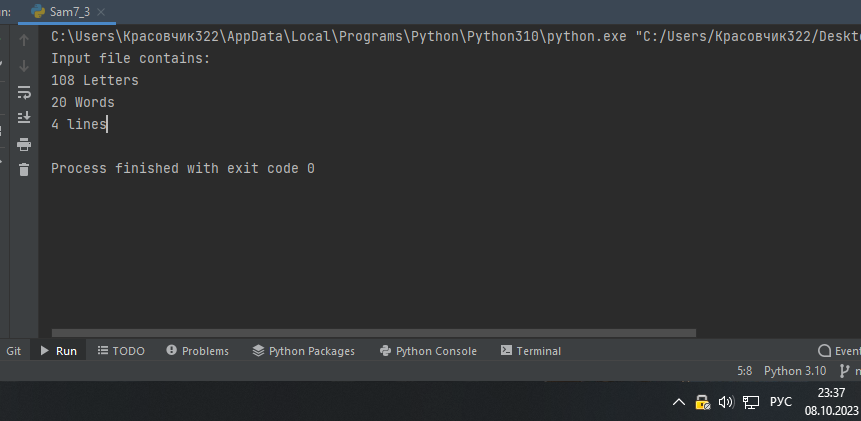 un:
Sam7_3
C:\Users\Красовчик322\AppData\Local\Programs\Python\Python310\python.exe "C:/Users/Красовчик322/Deskto
Input file contains:
108 Letters
20 Words
4 lines
Process finished with exit code 0
Git Run TODO Problems Python Packages Python Console Terminal Event
5:8 Python 3.10
РУС
23:37
08.10.2023